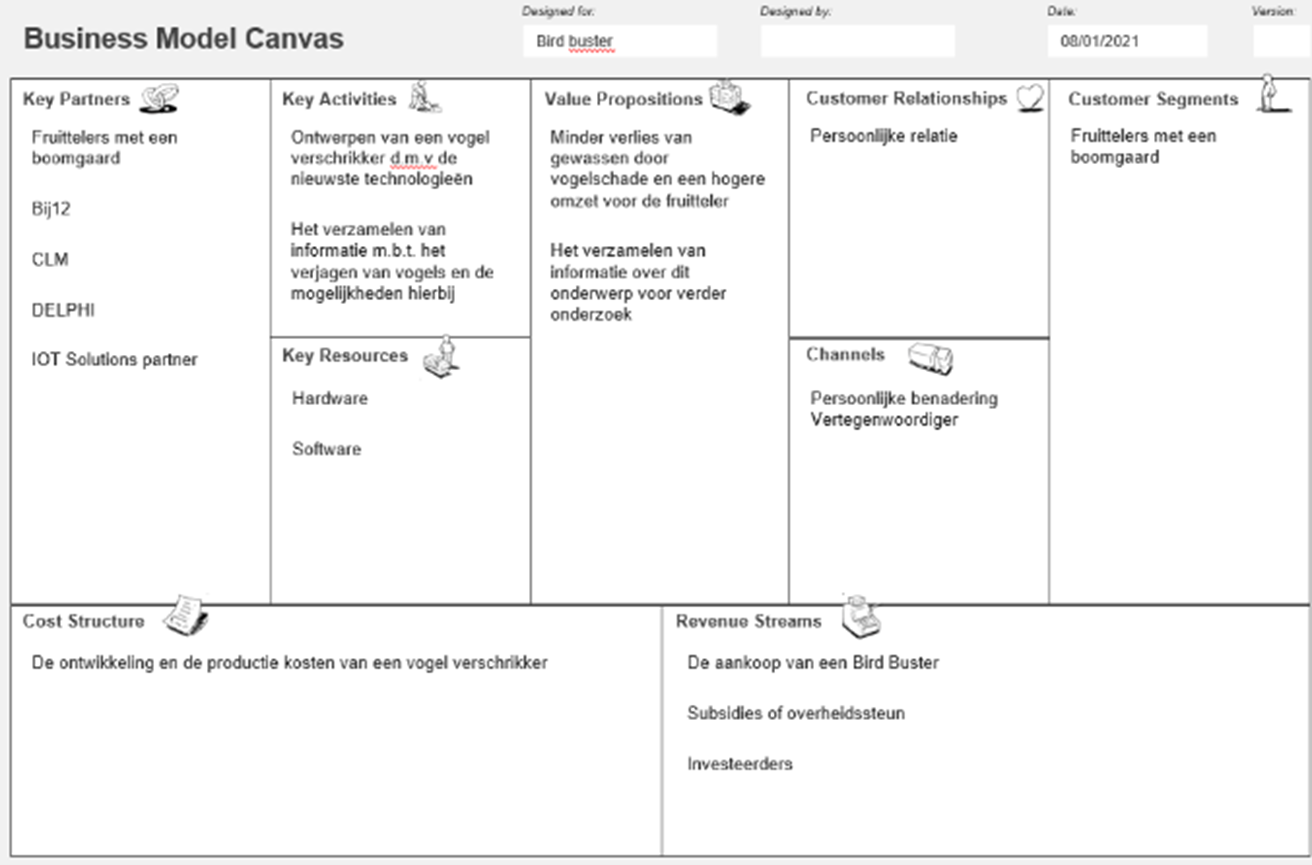 Designed for:
Designed by:
Date:
Version:
Business Model Canvas
Bird buster
08/01/2021
Key Partners
Fruittelers met een
boomgaard
Bij12
CLM
DELPHI
IOT Solutions partner
Key Activities
Ontwerpen van een vogel
verschrikker d.m.v de
nieuwste technologieën
Het verzamelen van
informatie m.b.t. het
verjagen van vogels en de
mogelijkheden hierbij
Key Resources
Hardware
Software
Value Propositions
Minder verlies van
gewassen door
vogelschade en een hogere
omzet voor de fruitteler
Het verzamelen van
informatie over dit
onderwerp voor verder
onderzoek
Customer Relationships
Persoonlijke relatie
Channels
Persoonlijke benadering
Vertegenwoordiger
Customer Segments
Fruittelers met een
boomgaard
Cost Structure
De ontwikkeling en de productie kosten van een vogel verschrikker
Revenue Streams
De aankoop van een Bird Buster
Subsidies of overheidssteun
Investeerders